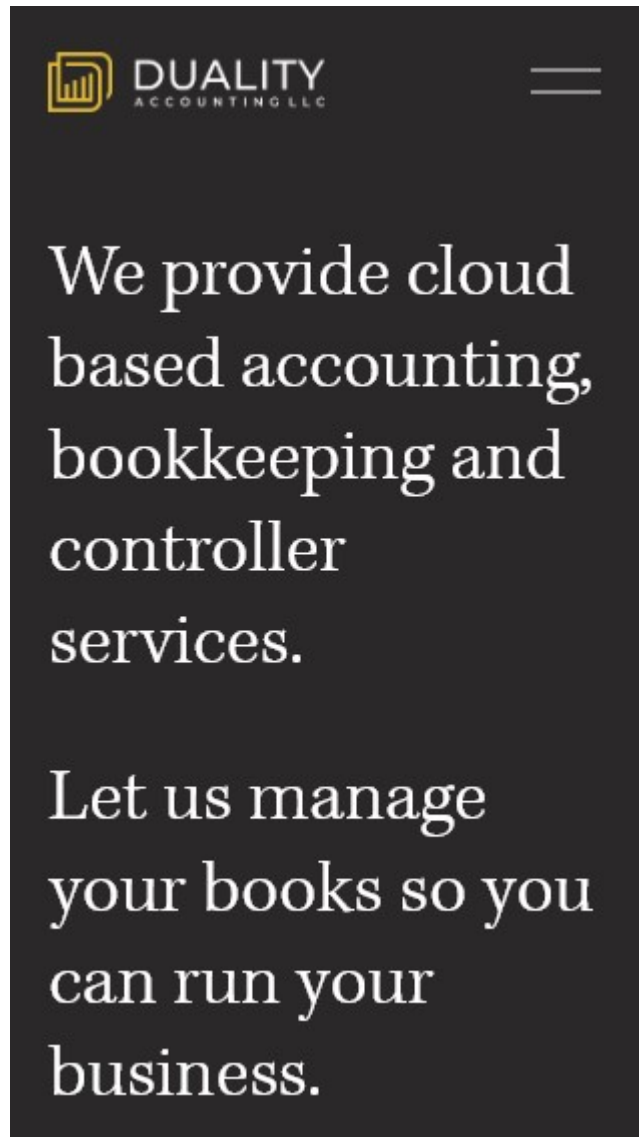 DUALITY
ACCOUNTING LLC
We provide cloud
based accounting,
bookkeeping and
controller
services.
Let us manage
your books so you
can run your
business.